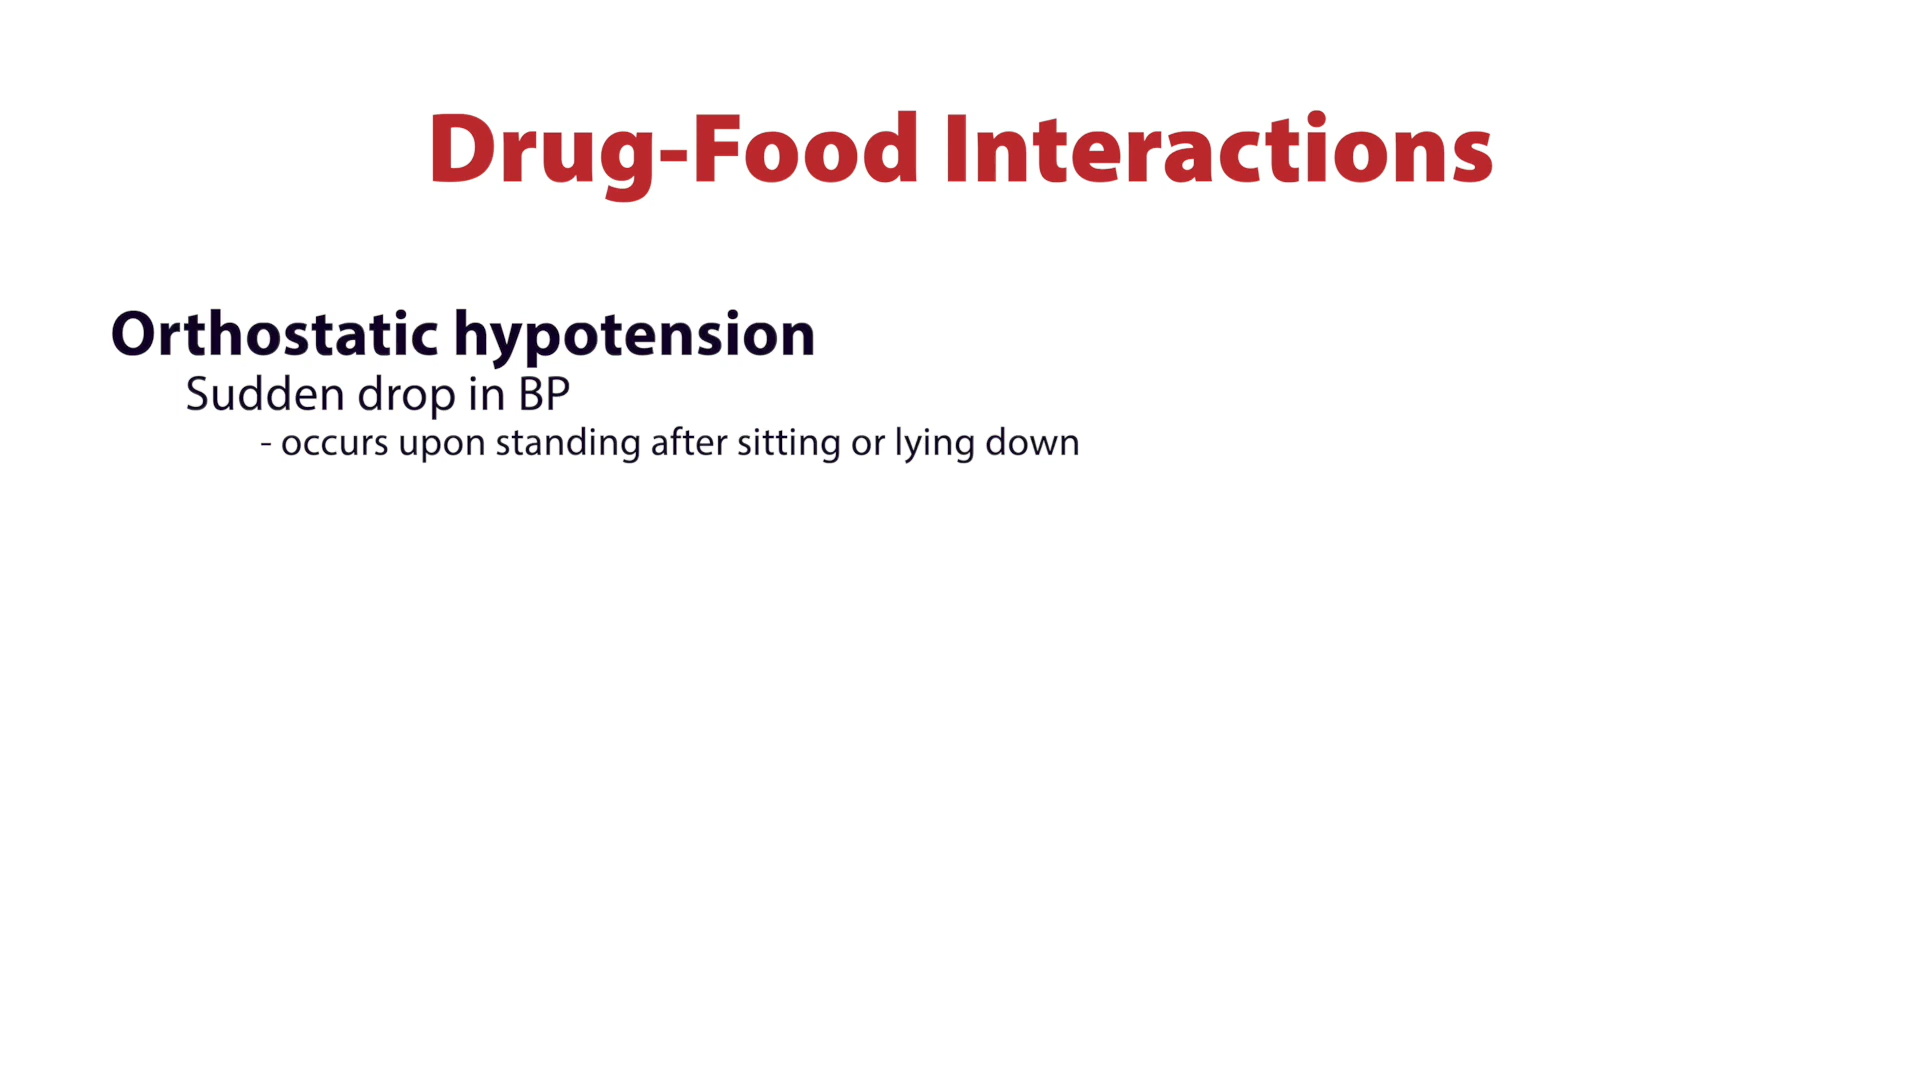 Drug-Food Interactions
Orthostatic hypotension
Sudden drop in BP
- occurs upon standing after sitting or lying down